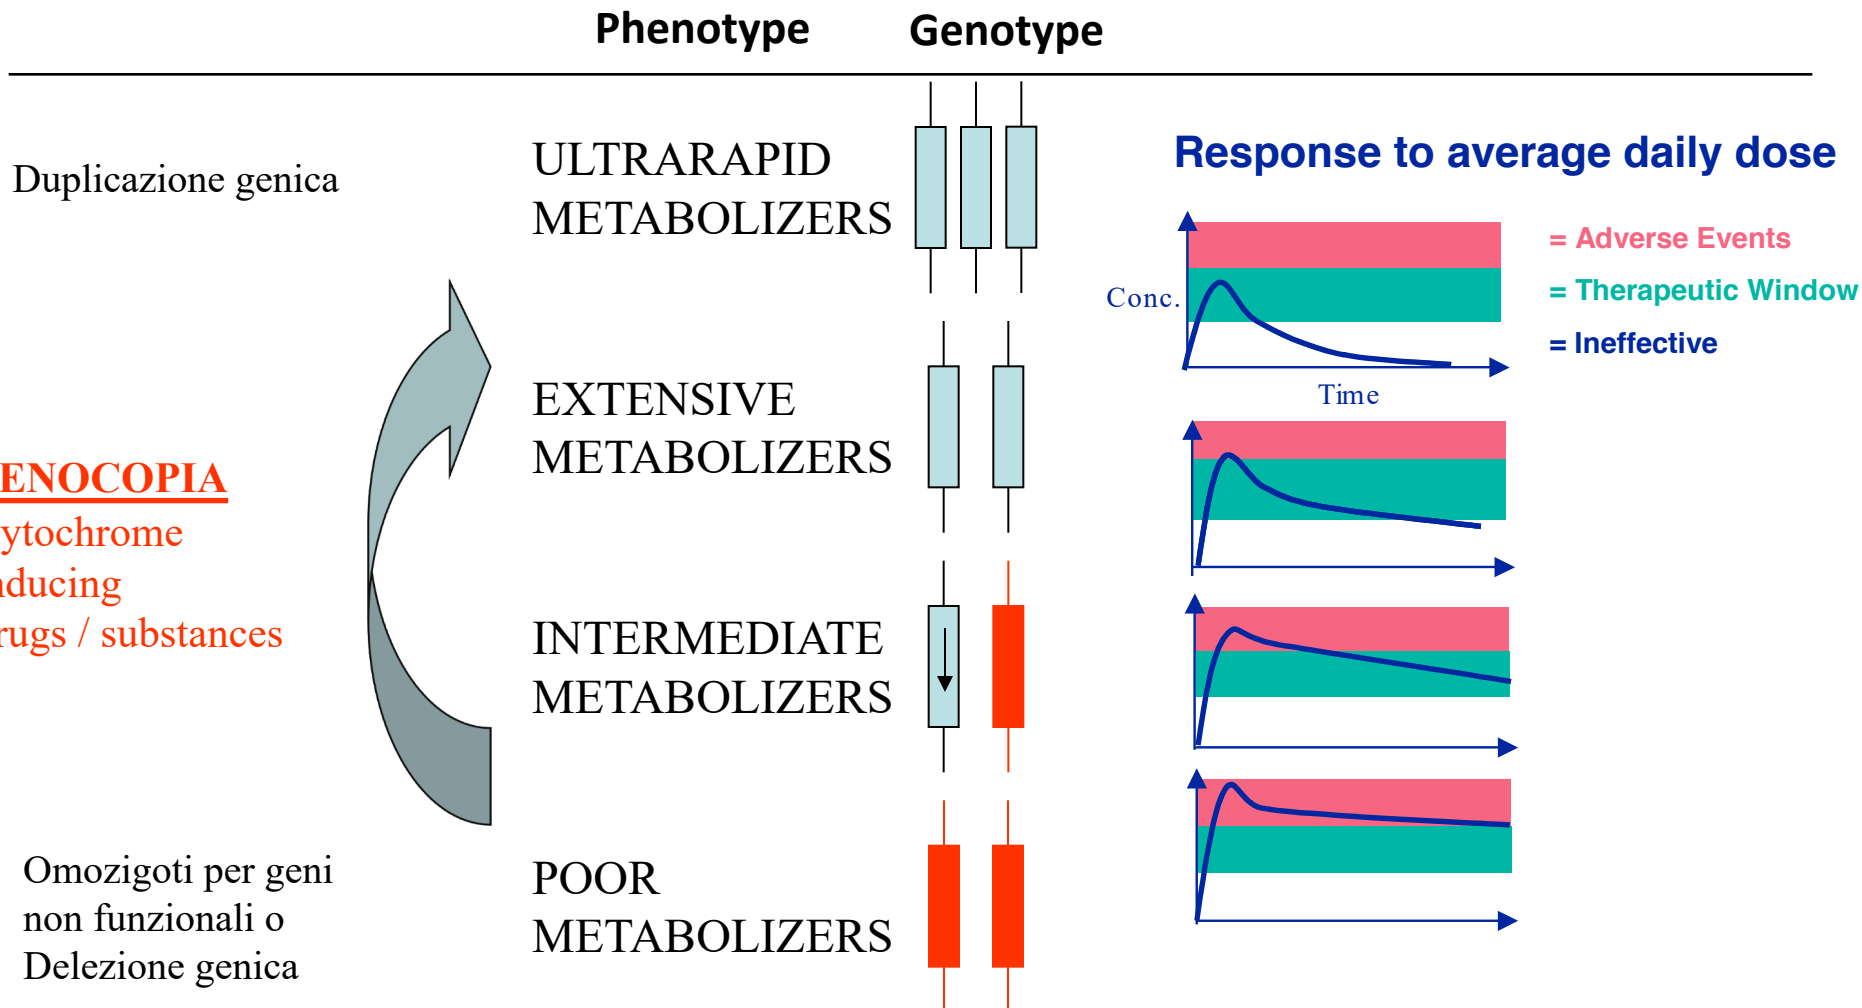 Phenotype Genotype
Duplicazione genica
ULTRARAPID
METABOLIZERS
Response to average daily dose
= Adverse Events
= Therapeutic Window
= Ineffective
Conc.
Time
EXTENSIVE
METABOLIZERS
ENOCOPIA
ytochrome
nducing
rugs / substances
INTERMEDIATE
METABOLIZERS
Omozigoti per geni
non funzionali o
Delezione genica
POOR
METABOLIZERS